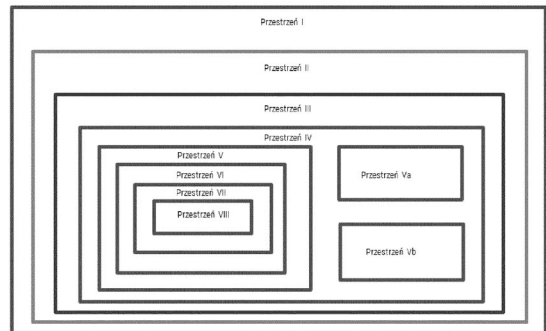 Przestrzeń I
Przestrzeń II
Przestrzeń III
Przestrzeń IV
Przestrzeń V
Przestrzeń VI
Przestrzeń VII
Przestrzeń VIII
Przestrzeń Va
Przestrzeń Vb